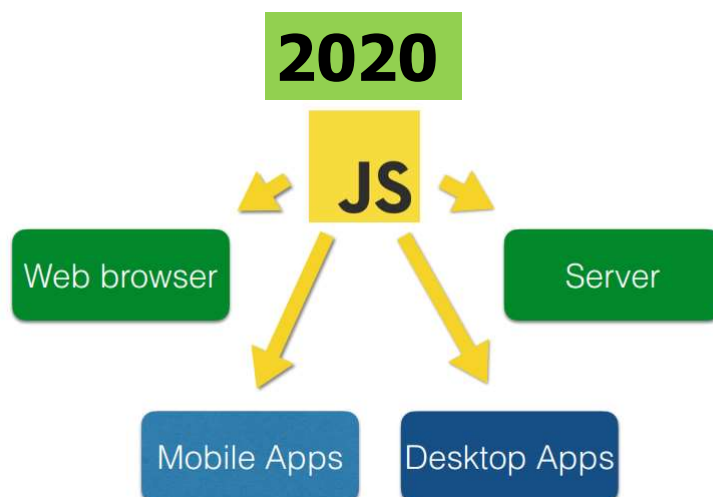 2020
JS
Web browser
Server
Mobile Apps
Desktop Apps